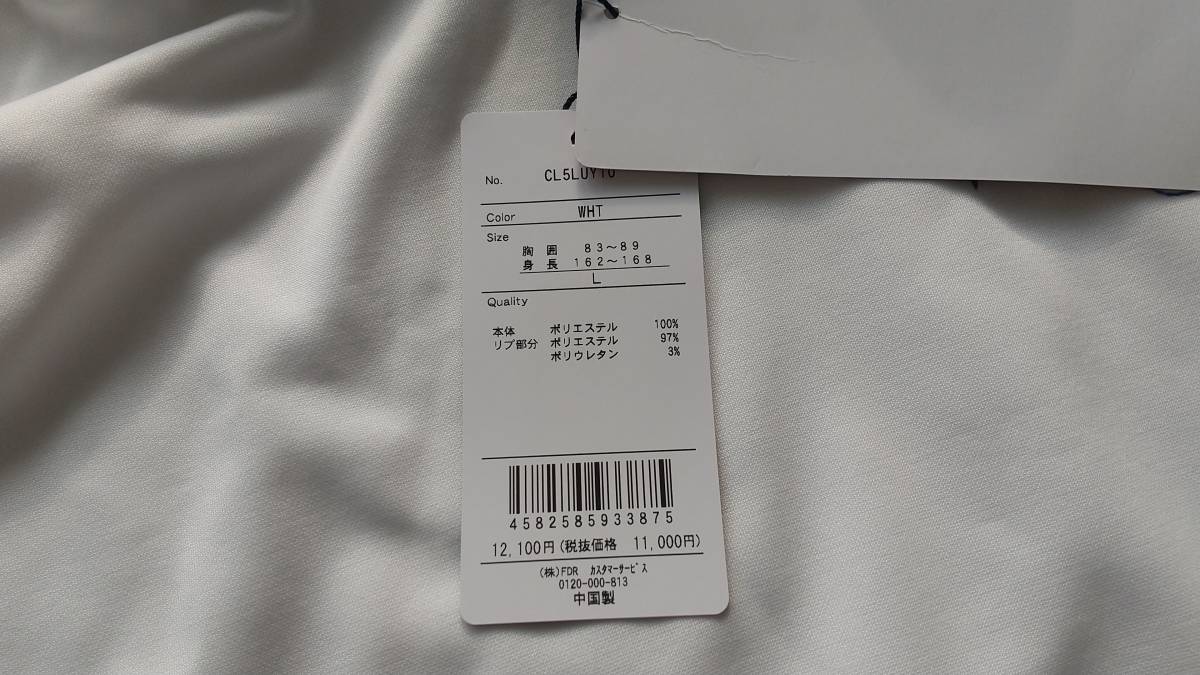 No. CL5LUY10
Color WHT
Size
胸囲 83～89
身長 162～168
L
Quality
本体 ポリエステル 100%
リブ部分 ポリエステル 97%
ポリウレタン 3%
4582585933875
12,100円(税抜価格 11,000円)
(株)FDR ｶｽﾀﾏｰｻｰﾋﾞｽ
0120-000-813
中国製